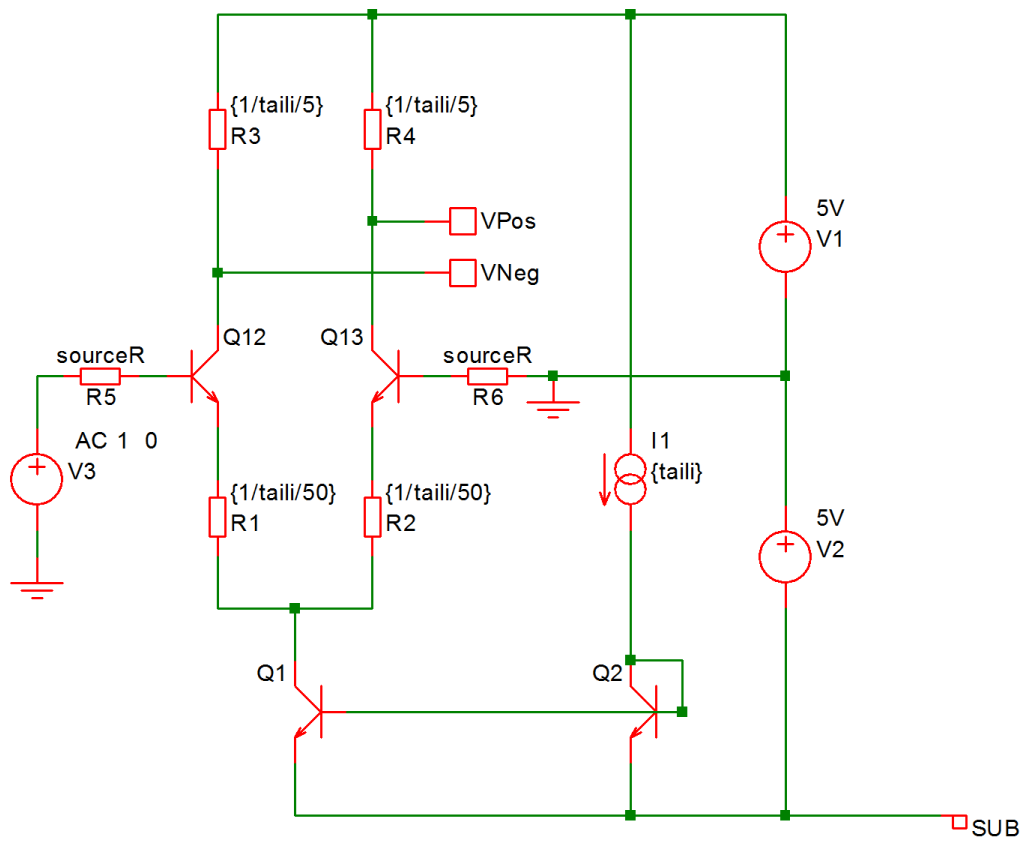 {1/taili/5}
R3
{1/taili/5}
R4
5V
V1
VPos
VNeg
Q12
Q13
sourceR
R5
sourceR
R6
AC 1 0
V3
I1
{taili}
{1/taili/50}
R1
{1/taili/50}
R2
5V
V2
Q1
Q2
SUB